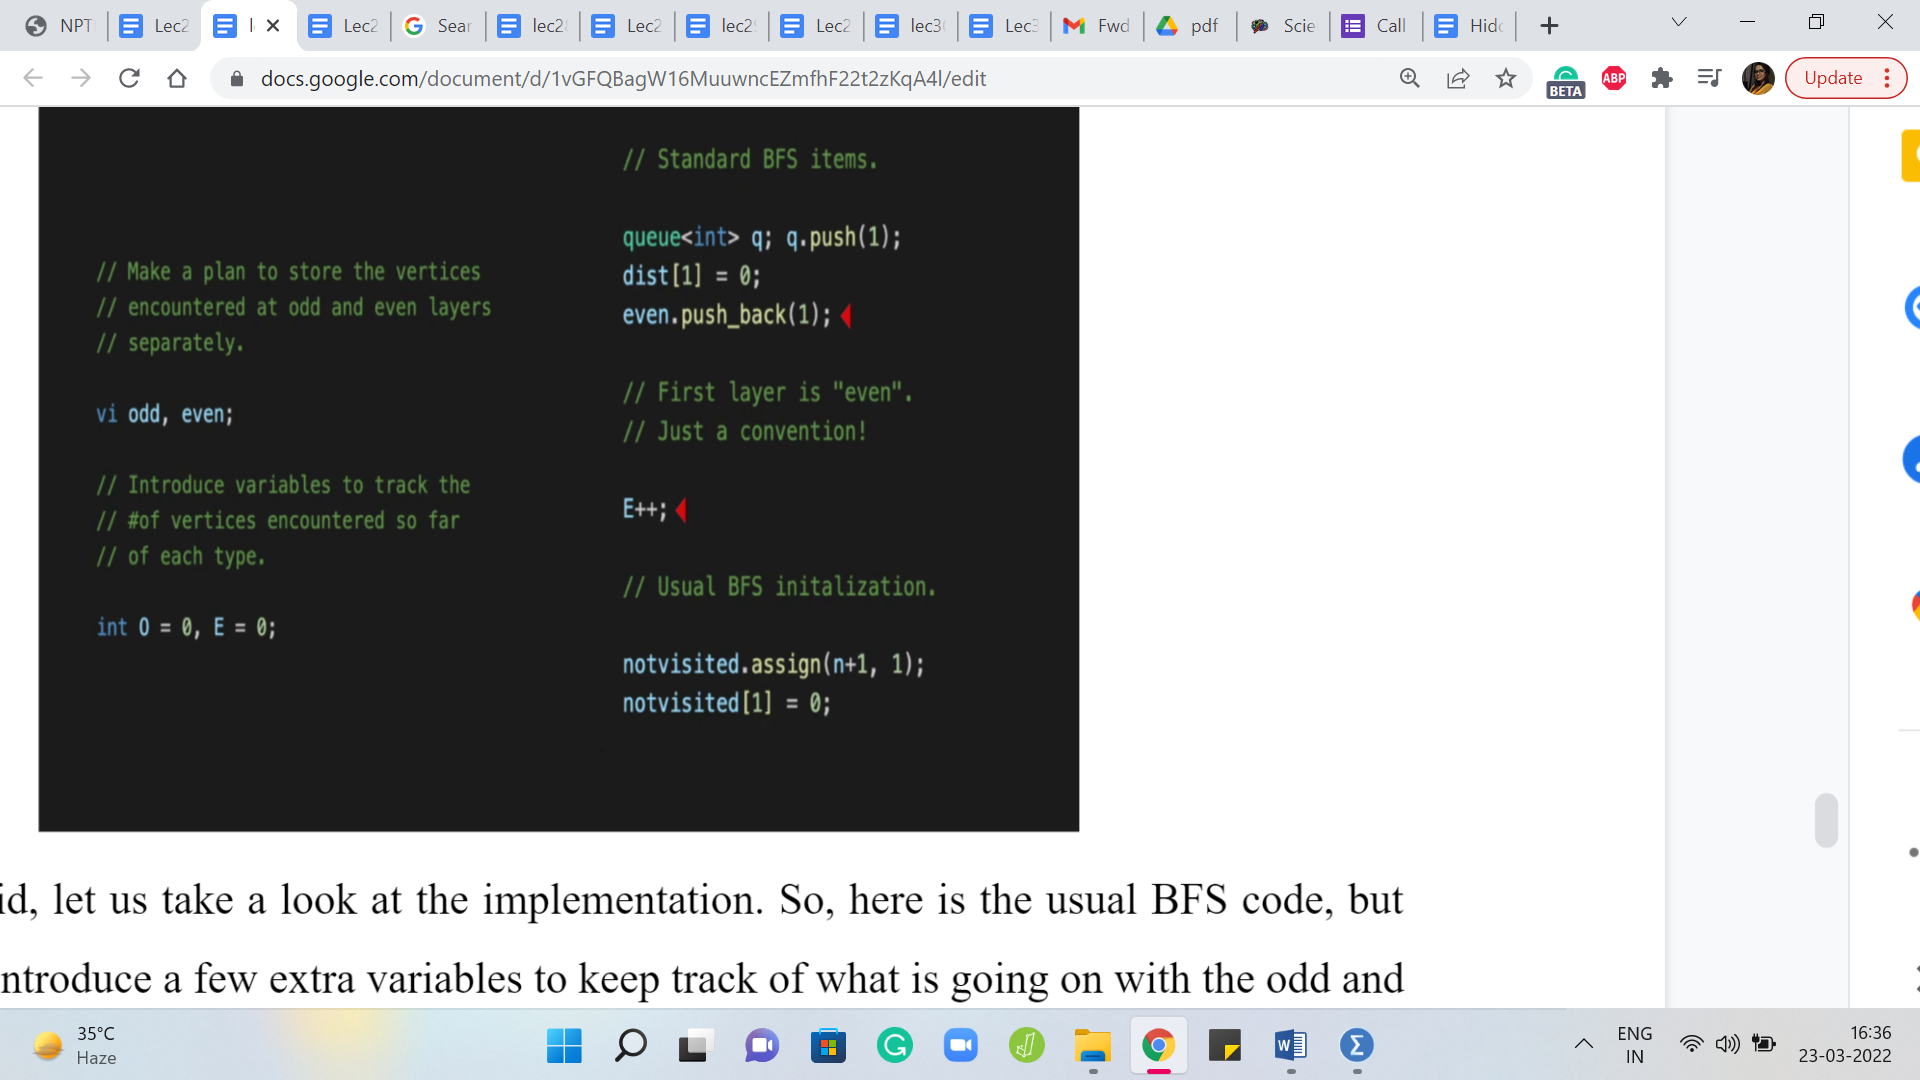 NPT
Lec2
l
Lec2
Sear
lec2
Lec2
lec2
Lec2
lec3
Lec3
Fwd
pdf
Scie
Call
Hidd
docs.google.com/document/d/1vGFQBagW16MuuwncEZmfhF22t2zKqA4l/edit
BETA
ABP
Update
// Make a plan to store the vertices
// encountered at odd and even layers
// separately.
vi odd, even;
// Introduce variables to track the
// #of vertices encountered so far
// of each type.
int O = 0, E = 0;
// Standard BFS items.
queue<int> q; q.push(1);
dist[1] = 0;
even.push_back(1);
// First layer is "even".
// Just a convention!
E++;
// Usual BFS initalization.
notvisited.assign(n+1, 1);
notvisited[1] = 0;
id, let us take a look at the implementation. So, here is the usual BFS code, but
ntroduce a few extra variables to keep track of what is going on with the odd and
35°C
Haze
ENG
IN
16:36
23-03-2022